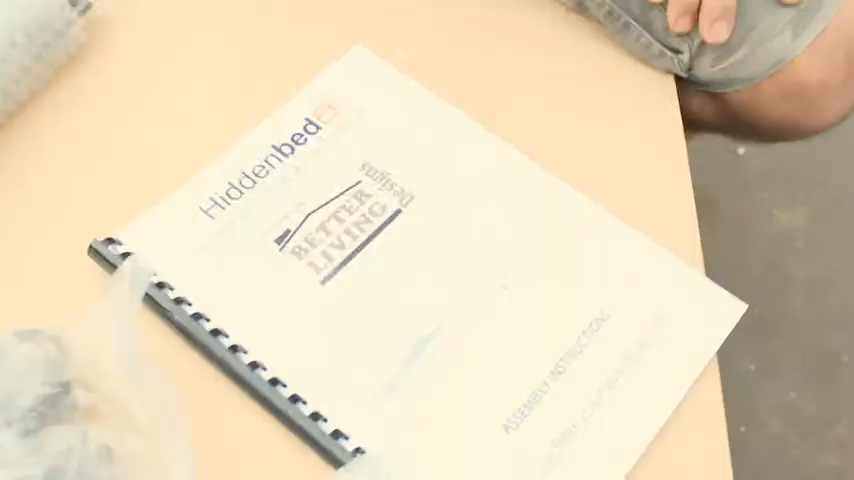 Hiddenbed
BETTER
LIVING
Designs
ASSEMBLY INSTRUCTIONS